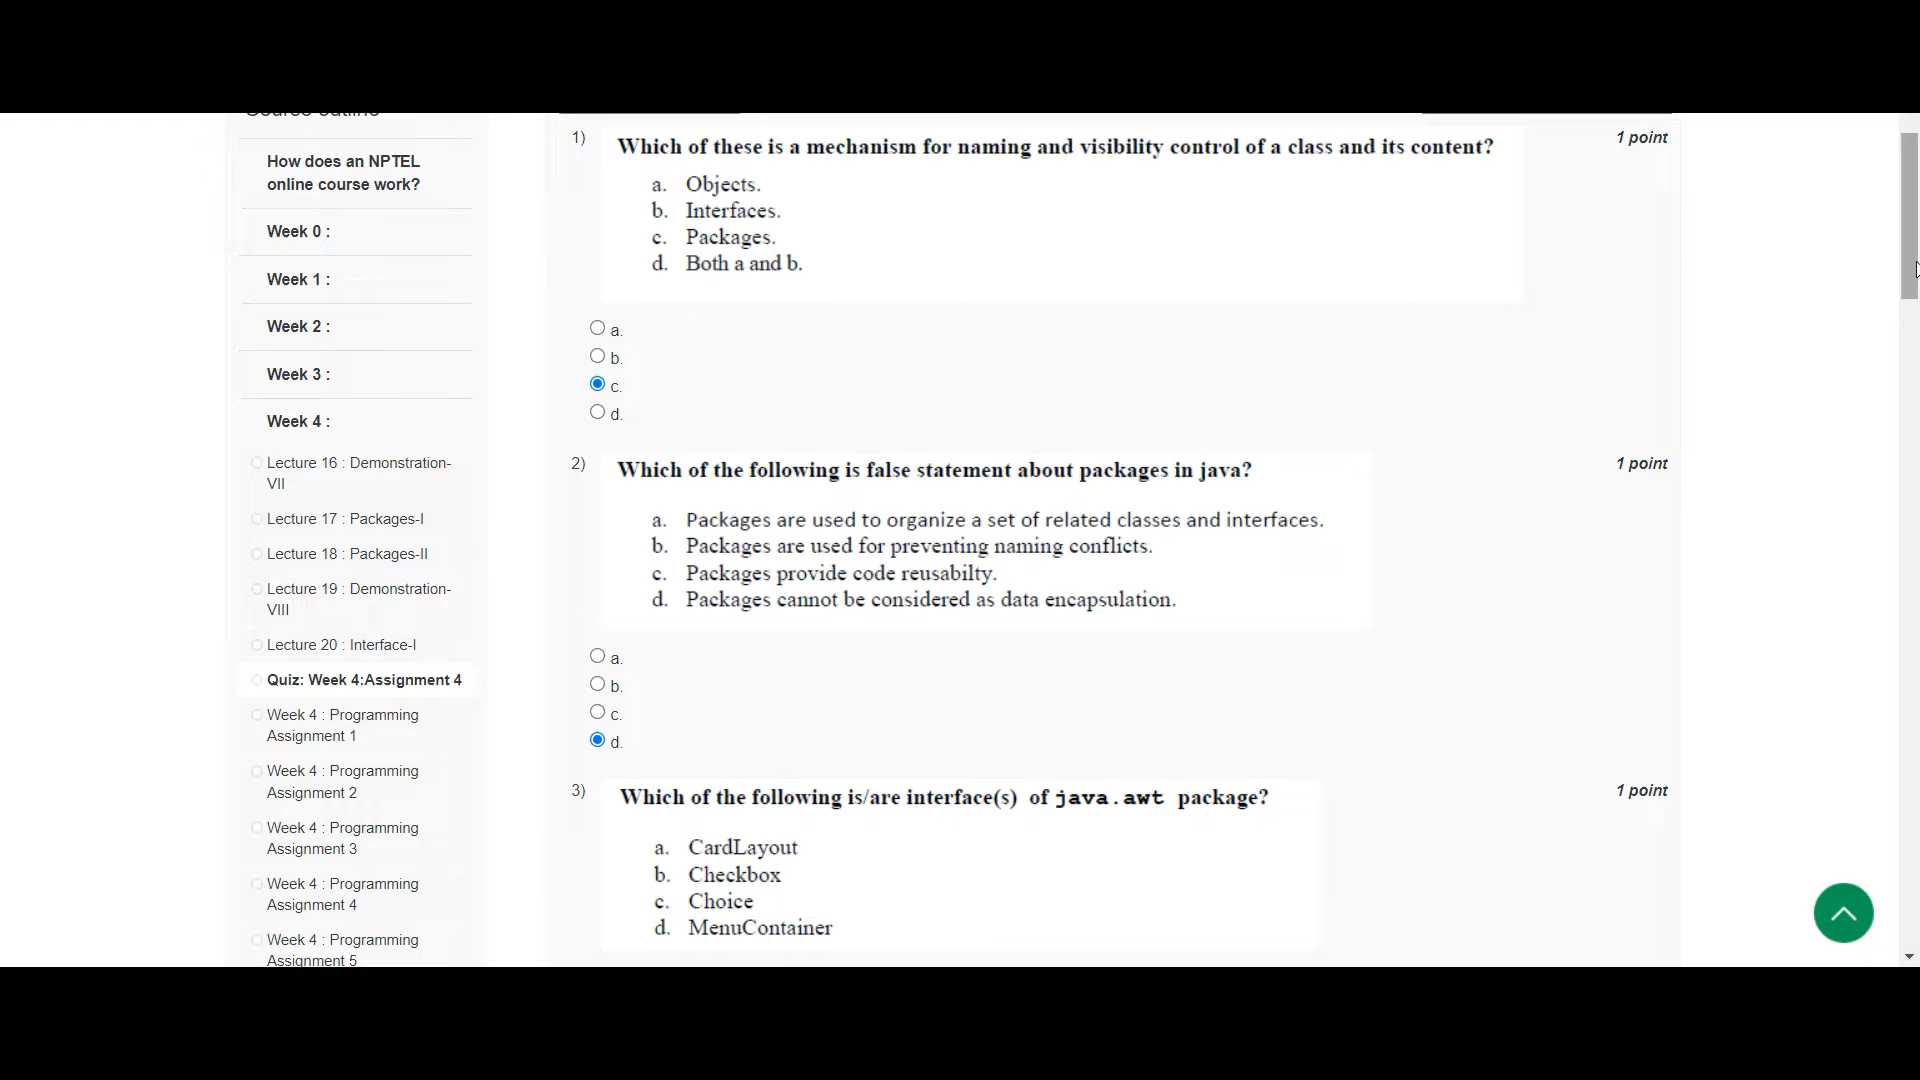 How does an NPTEL
online course work?
Week 0 :
Week 1 :
Week 2 :
Week 3 :
Week 4 :
Lecture 16 : Demonstration-
VII
Lecture 17 : Packages-I
Lecture 18 : Packages-II
Lecture 19 : Demonstration-
VIII
Lecture 20 : Interface-I
Quiz: Week 4:Assignment 4
Week 4 : Programming
Assignment 1
Week 4 : Programming
Assignment 2
Week 4 : Programming
Assignment 3
Week 4 : Programming
Assignment 4
Week 4 : Programming
Assignment 5
1) Which of these is a mechanism for naming and visibility control of a class and its content? 1 point
a. Objects.
b. Interfaces.
c. Packages.
d. Both a and b.
a.
b.
c.
d.
2) Which of the following is false statement about packages in java? 1 point
a. Packages are used to organize a set of related classes and interfaces.
b. Packages are used for preventing naming conflicts.
c. Packages provide code reusabilty.
d. Packages cannot be considered as data encapsulation.
a.
b.
c.
d.
3) Which of the following is/are interface(s) of java.awt package? 1 point
a. CardLayout
b. Checkbox
c. Choice
d. MenuContainer